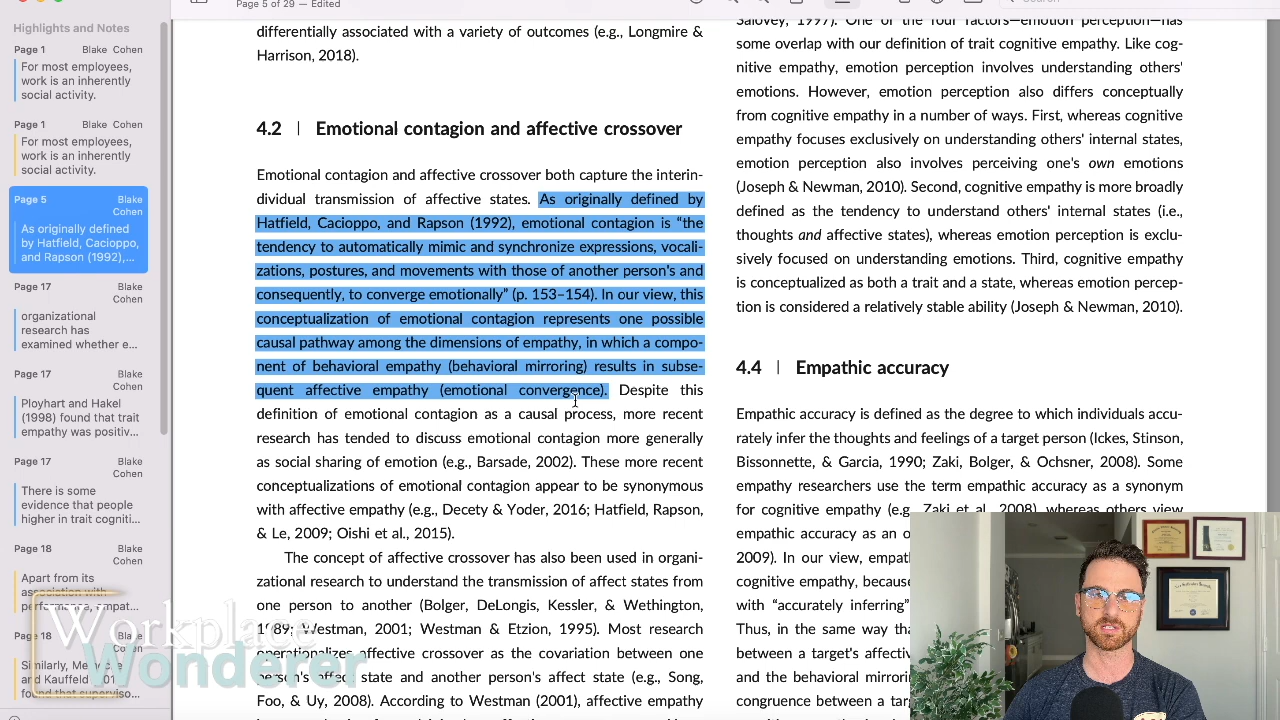 Page 5 of 29 — Edited
Search
Highlights and Notes
Page 1 Blake Cohen
For most employees,
work is an inherently
social activity.
Page 1 Blake Cohen
For most employees,
work is an inherently
social activity.
Page 5 Blake
Cohen
As originally defined
by Hatfield, Cacioppo,
and Rapson (1992),...
Page 17 Blake
Cohen
organizational
research has
examined whether e...
Page 17 Blake
Cohen
Ployhart and Hakel
(1998) found that trait
empathy was positiv...
Page 17 Blake
Cohen
There is some
evidence that people
higher in trait cogniti...
Page 18 Blake
Cohen
Apart from its
association with
Page 18 Blake
Cohen
Similarly,
found that superviso...
differentially associated with a variety of outcomes (e.g., Longmire &
Harrison, 2018).
4.2 | Emotional contagion and affective crossover
Emotional contagion and affective crossover both capture the interin-
dividual transmission of affective states. As originally defined by
Hatfield, Cacioppo, and Rapson (1992), emotional contagion is “the
tendency to automatically mimic and synchronize expressions, vocali-
zations, postures, and movements with those of another person's and
consequently, to converge emotionally” (p. 153–154). In our view, this
conceptualization of emotional contagion represents one possible
causal pathway among the dimensions of empathy, in which a compo-
nent of behavioral empathy (behavioral mirroring) results in subse-
quent affective empathy (emotional convergence). Despite this
definition of emotional contagion as a causal process, more recent
research has tended to discuss emotional contagion more generally
as social sharing of emotion (e.g., Barsade, 2002). These more recent
conceptualizations of emotional contagion appear to be synonymous
with affective empathy (e.g., Decety & Yoder, 2016; Hatfield, Rapson,
& Le, 2009; Oishi et al., 2015).
The concept of affective crossover has also been used in organi-
zational research to understand the transmission of affect states from
one person to another (Bolger, DeLongis, Kessler, & Wethington,
1989; Westman, 2001; Westman & Etzion, 1995). Most research
operationalizes affective crossover as the covariation between one
person's affect state and another person's affect state (e.g., Song,
Foo, & Uy, 2008). According to Westman (2001), affective empathy
Salovey, 1997). One of the four factors—emotion perception—has
some overlap with our definition of trait cognitive empathy. Like cog-
nitive empathy, emotion perception involves understanding others'
emotions. However, emotion perception also differs conceptually
from cognitive empathy in a number of ways. First, whereas cognitive
empathy focuses exclusively on understanding others' internal states,
emotion perception also involves perceiving one's own emotions
(Joseph & Newman, 2010). Second, cognitive empathy is more broadly
defined as the tendency to understand others' internal states (i.e.,
thoughts and affective states), whereas emotion perception is exclu-
sively focused on understanding emotions. Third, cognitive empathy
is conceptualized as both a trait and a state, whereas emotion percep-
tion is considered a relatively stable ability (Joseph & Newman, 2010).
4.4 | Empathic accuracy
Empathic accuracy is defined as the degree to which individuals accu-
rately infer the thoughts and feelings of a target person (Ickes, Stinson,
Bissonnette, & Garcia, 1990; Zaki, Bolger, & Ochsner, 2008). Some
empathy researchers use the term empathic accuracy as a synonym
for cognitive empathy (e.g., Zaki et al., 2008), whereas others view
empathic accuracy as an o
2009). In our view, empat
cognitive empathy, because
with “accurately inferring”
Thus, in the same way tha
between a target's affectiv
and the behavioral mirrori
congruence between a targ
Workplace
Wonderer